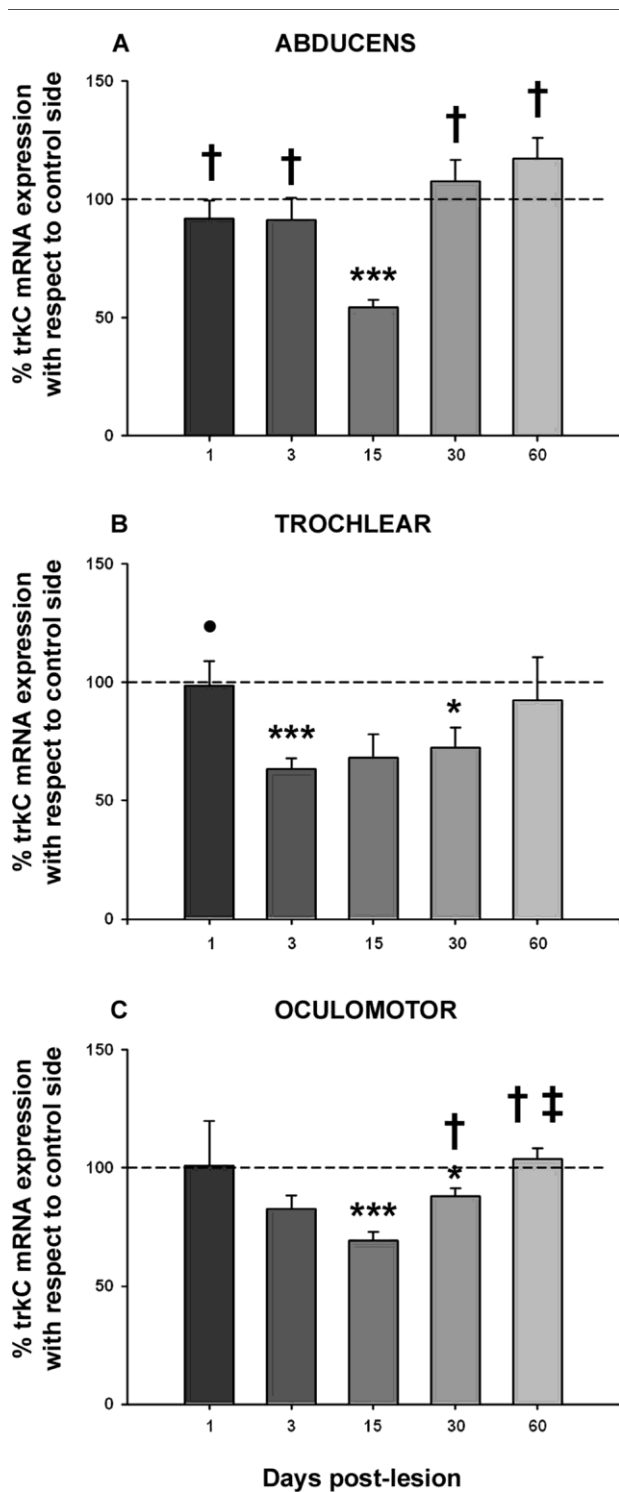 A ABDUCENS
% trkC mRNA expression
with respect to control side
150
100
50
0
† † *** † †
1 3 15 30 60
B TROCHLEAR
% trkC mRNA expression
with respect to control side
150
100
50
0
• *** *
1 3 15 30 60
C OCULOMOTOR
% trkC mRNA expression
with respect to control side
150
100
50
0
† † ‡
*** *
1 3 15 30 60
Days post-lesion